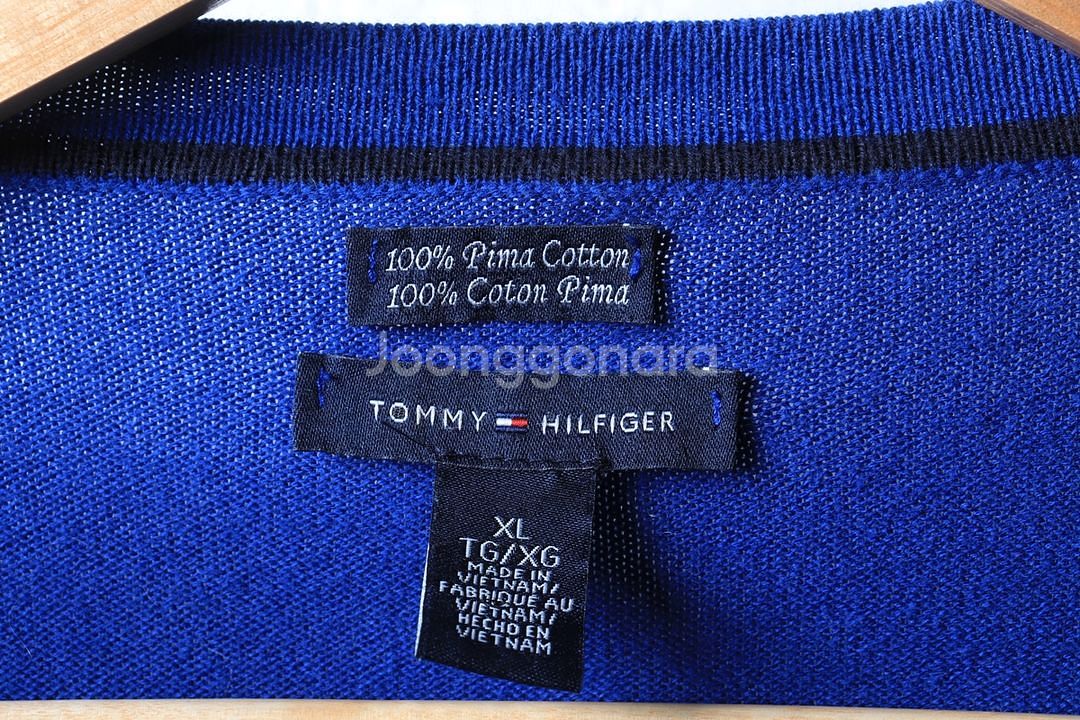 100% Pima Cotton
100% Coton Pima
Joonggonara
TOMMY HILFIGER
XL
TG/XG
MADE IN
VIETNAM/
FABRIQUÉ AU
VIETNAM/
HECHO EN
VIETNAM